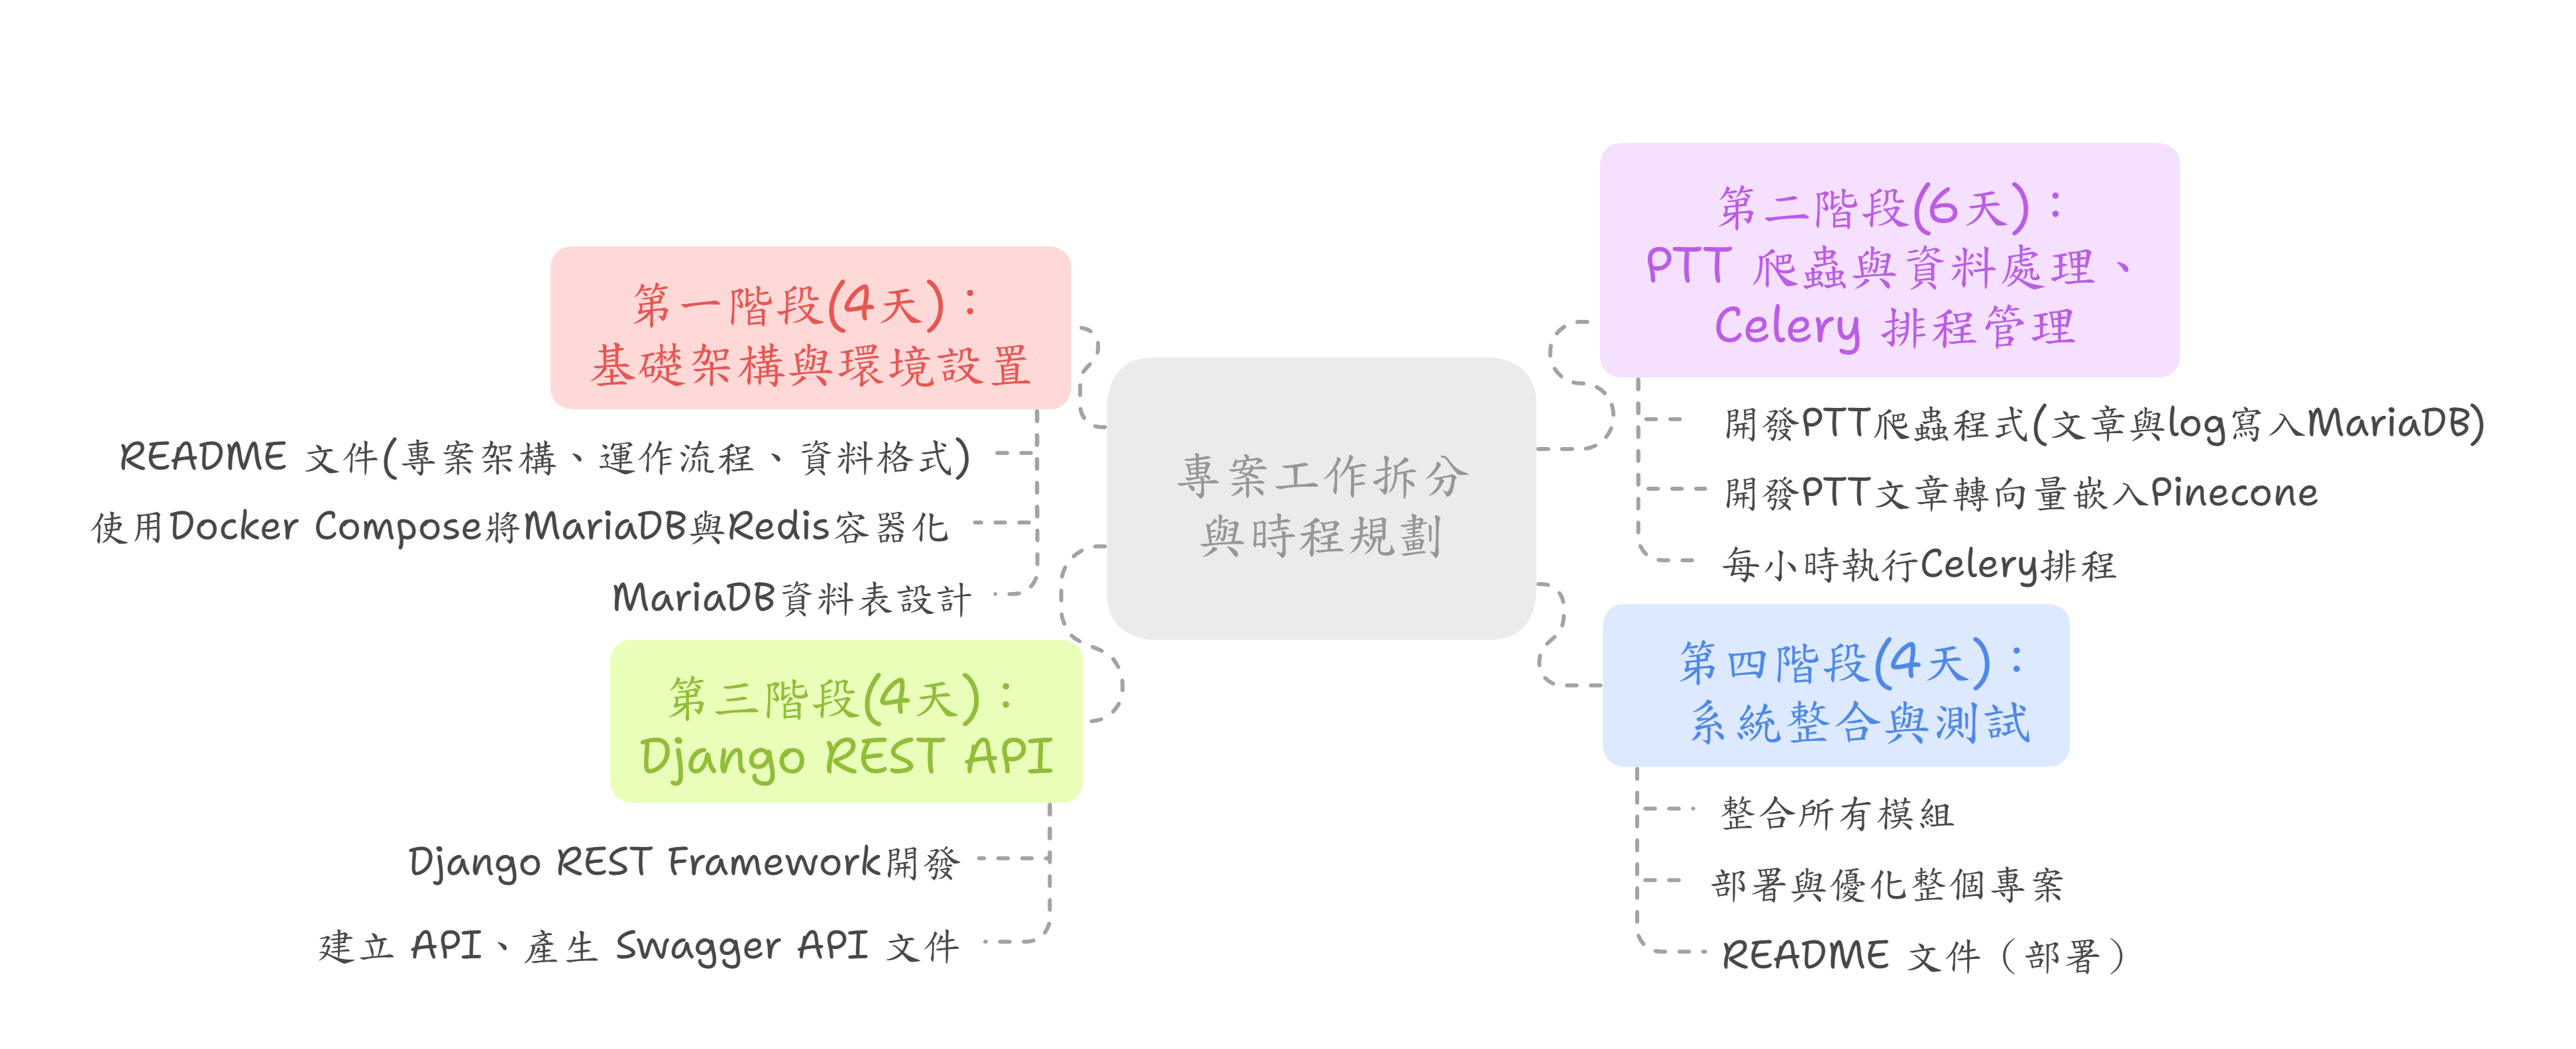 專案工作拆分
與時程規劃
第一階段(4天)：
基礎架構與環境設置
README 文件(專案架構、運作流程、資料格式)
使用Docker Compose將MariaDB與Redis容器化
MariaDB資料表設計
第二階段(6天)：
PTT 爬蟲與資料處理、
Celery 排程管理
開發PTT爬蟲程式(文章與log寫入MariaDB)
開發PTT文章轉向量嵌入Pinecone
每小時執行Celery排程
第三階段(4天)：
Django REST API
Django REST Framework開發
建立 API、產生 Swagger API 文件
第四階段(4天)：
系統整合與測試
整合所有模組
部署與優化整個專案
README 文件（部署）